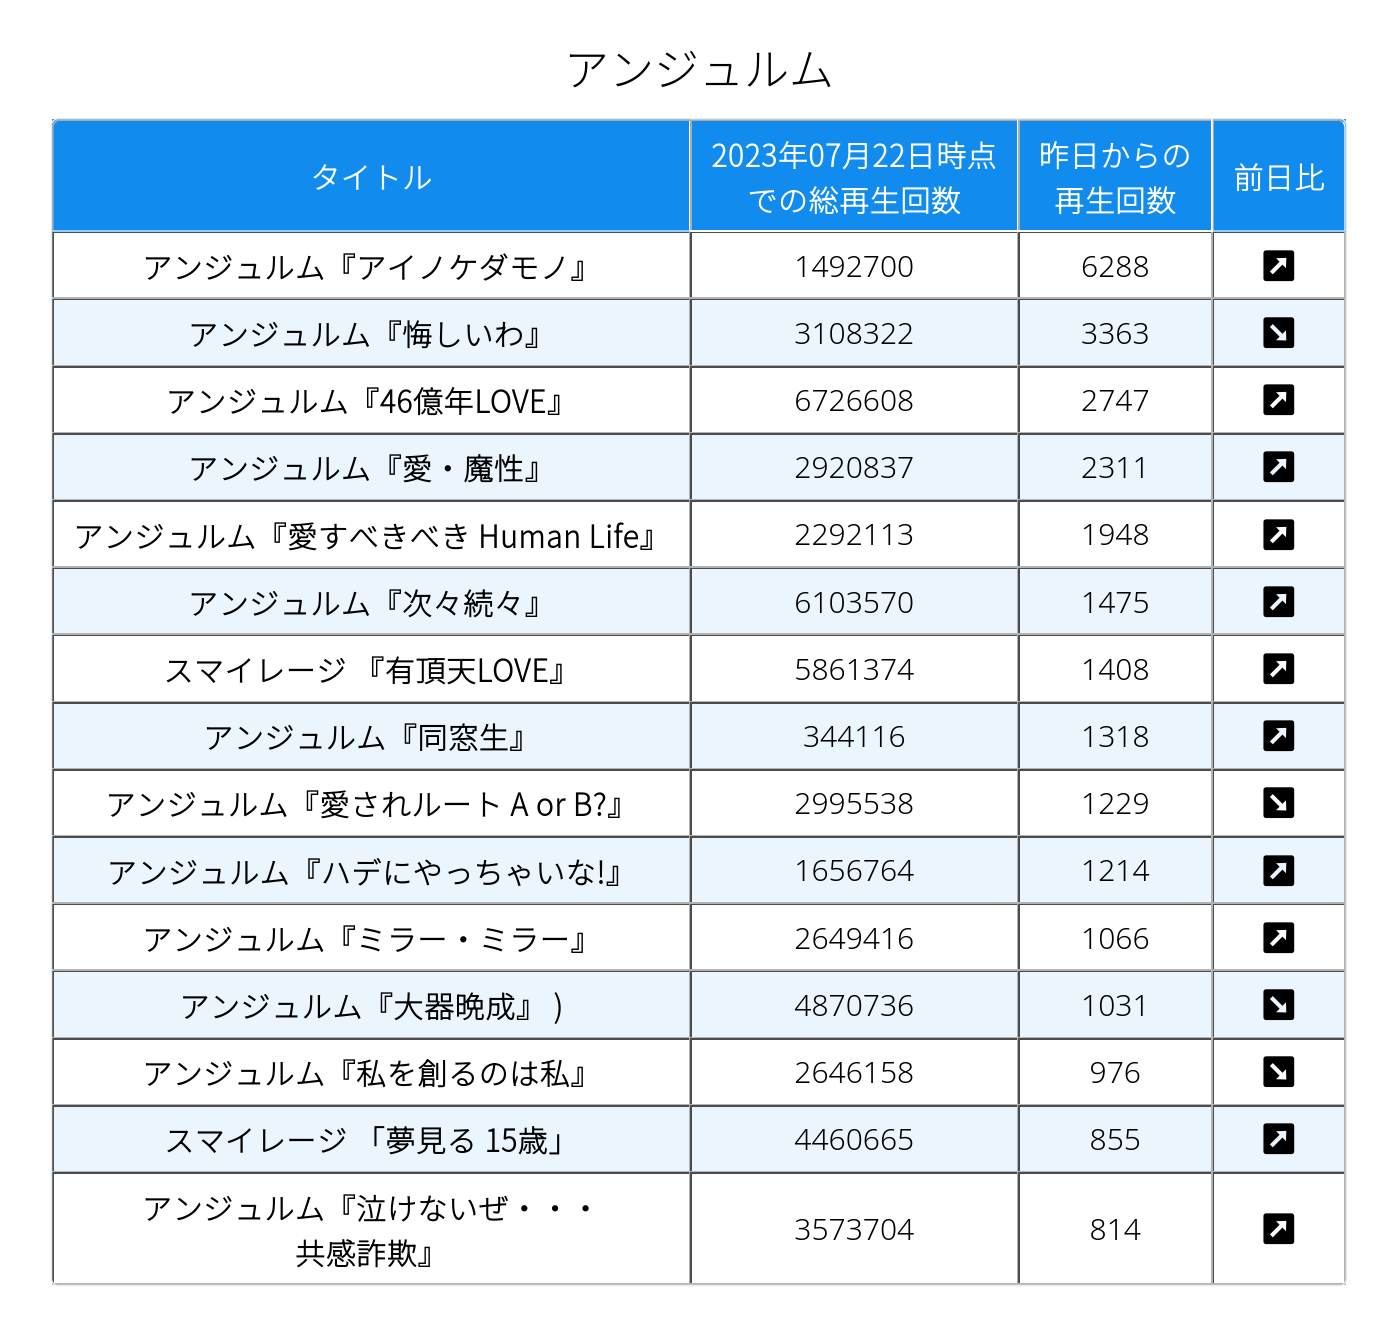 アンジュルム
タイトル
2023年07月22日時点
での総再生回数
昨日からの
再生回数
前日比
アンジュルム『アイノケダモノ』 1492700 6288
アンジュルム『悔しいわ』 3108322 3363
アンジュルム『46億年LOVE』 6726608 2747
アンジュルム『愛・魔性』 2920837 2311
アンジュルム『愛すべきべき Human Life』 2292113 1948
アンジュルム『次々続々』 6103570 1475
スマイレージ 『有頂天LOVE』 5861374 1408
アンジュルム『同窓生』 344116 1318
アンジュルム『愛されルート A or B?』 2995538 1229
アンジュルム『ハデにやっちゃいな!』 1656764 1214
アンジュルム『ミラー・ミラー』 2649416 1066
アンジュルム『大器晩成』 ) 4870736 1031
アンジュルム『私を創るのは私』 2646158 976
スマイレージ 「夢見る 15歳」 4460665 855
アンジュルム『泣けないぜ・・・
共感詐欺』 3573704 814